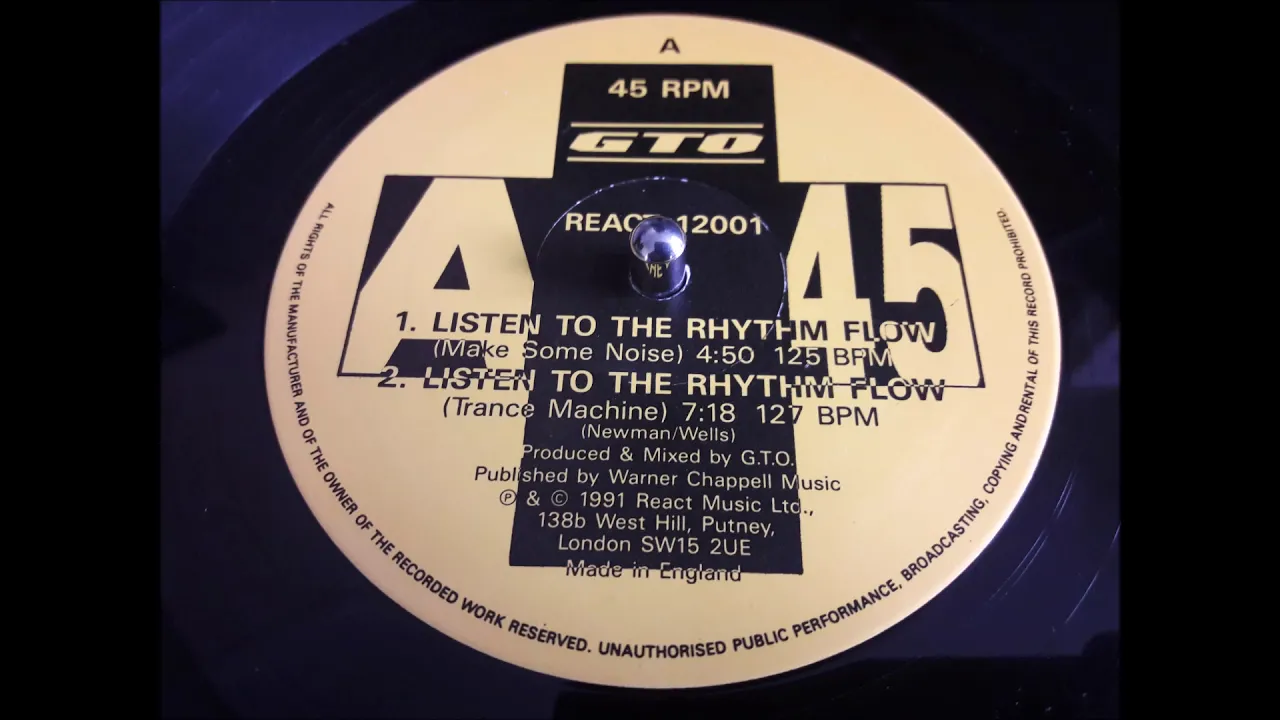 A
45 RPM
GTO
A 45
REACT 12001
1. LISTEN TO THE RHYTHM FLOW
(Make Some Noise) 4:50 125 BPM
2. LISTEN TO THE RHYTHM FLOW
(Trance Machine) 7:18 127 BPM
(Newman/Wells)
Produced & Mixed by G.T.O.
Published by Warner Chappell Music
℗ & © 1991 React Music Ltd.,
138b West Hill, Putney,
London SW15 2UE
Made in England
ALL RIGHTS OF THE MANUFACTURER AND OF THE OWNER OF THE RECORDED WORK RESERVED. UNAUTHORISED PUBLIC PERFORMANCE, BROADCASTING, COPYING ANDRENTAL OF THIS RECORD PROHIBITED.